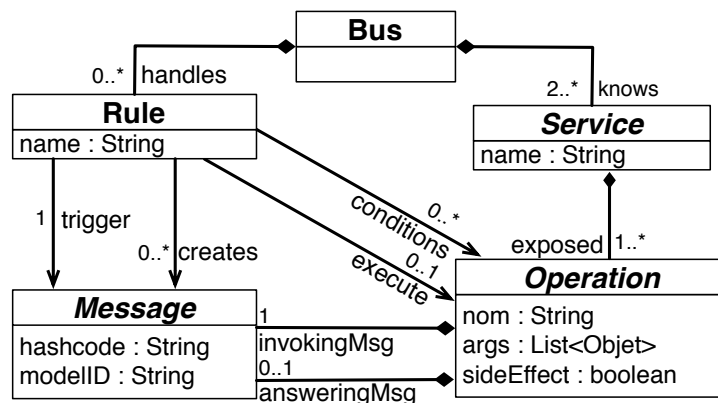 Bus
0..* handles
2..* knows
Rule
name : String
Service
name : String
1 trigger
0..* creates
conditions 0..*
execute 0..1
exposed 1..*
Message
hashcode : String
modelID : String
1
invokingMsg
0..1
answeringMsg
Operation
nom : String
args : List<Objet>
sideEffect : boolean